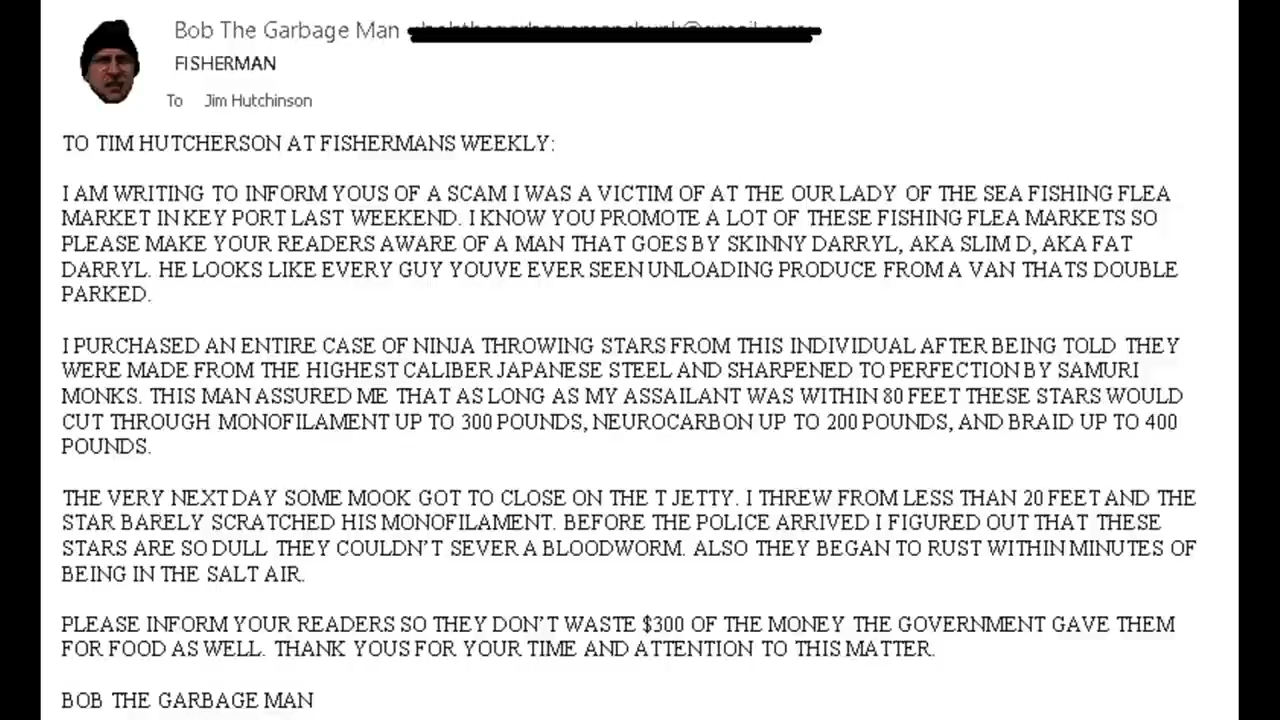 Bob The Garbage Man
FISHERMAN
To Jim Hutchinson
TO TIM HUTCHERSON AT FISHERMANS WEEKLY:
I AM WRITING TO INFORM YOUS OF A SCAM I WAS A VICTIM OF AT THE OUR LADY OF THE SEA FISHING FLEA
MARKET IN KEY PORT LAST WEEKEND. I KNOW YOU PROMOTE A LOT OF THESE FISHING FLEA MARKETS SO
PLEASE MAKE YOUR READERS AWARE OF A MAN THAT GOES BY SKINNY DARRYL, AKA SLIM D, AKA FAT
DARRYL. HE LOOKS LIKE EVERY GUY YOUVE EVER SEEN UNLOADING PRODUCE FROM A VAN THATS DOUBLE
PARKED.
I PURCHASED AN ENTIRE CASE OF NINJA THROWING STARS FROM THIS INDIVIDUAL AFTER BEING TOLD THEY
WERE MADE FROM THE HIGHEST CALIBER JAPANESE STEEL AND SHARPENED TO PERFECTION BY SAMURI
MONKS. THIS MAN ASSURED ME THAT AS LONG AS MY ASSAILANT WAS WITHIN 80 FEET THESE STARS WOULD
CUT THROUGH MONOFILAMENT UP TO 300 POUNDS, NEUROCARBON UP TO 200 POUNDS, AND BRAID UP TO 400
POUNDS.
THE VERY NEXT DAY SOME MOOK GOT TO CLOSE ON THE T JETTY. I THREW FROM LESS THAN 20 FEET AND THE
STAR BARELY SCRATCHED HIS MONOFILAMENT. BEFORE THE POLICE ARRIVED I FIGURED OUT THAT THESE
STARS ARE SO DULL THEY COULDN'T SEVER A BLOODWORM. ALSO THEY BEGAN TO RUST WITHIN MINUTES OF
BEING IN THE SALT AIR.
PLEASE INFORM YOUR READERS SO THEY DON'T WASTE $300 OF THE MONEY THE GOVERNMENT GAVE THEM
FOR FOOD AS WELL. THANK YOUS FOR YOUR TIME AND ATTENTION TO THIS MATTER.
BOB THE GARBAGE MAN